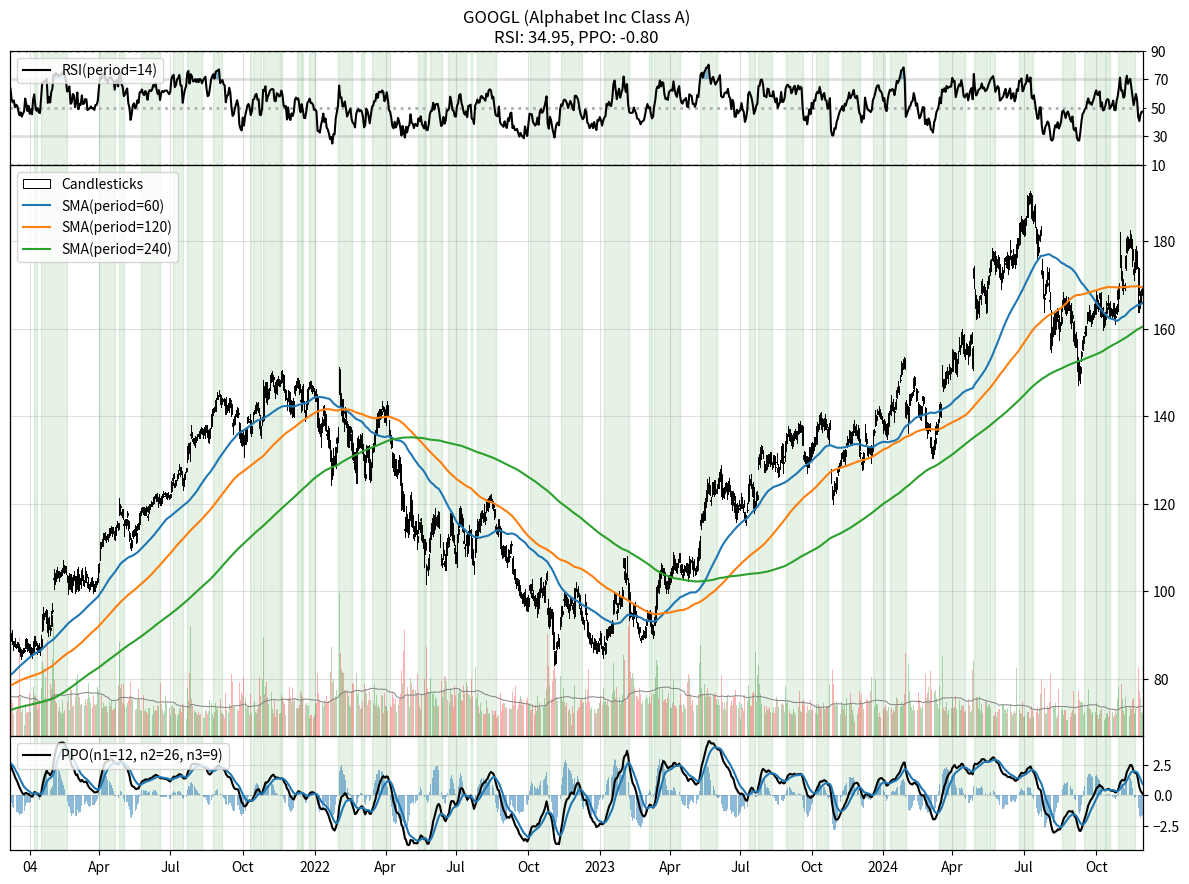 GOOGL (Alphabet Inc Class A)
RSI: 34.95, PPO: -0.80
RSI(period=14)
90
70
50
30
10
Candlesticks
SMA(period=60)
SMA(period=120)
SMA(period=240)
180
160
140
120
100
80
PPO(n1=12, n2=26, n3=9)
2.5
0.0
−2.5
04 Apr Jul Oct 2022 Apr Jul Oct 2023 Apr Jul Oct 2024 Apr Jul Oct